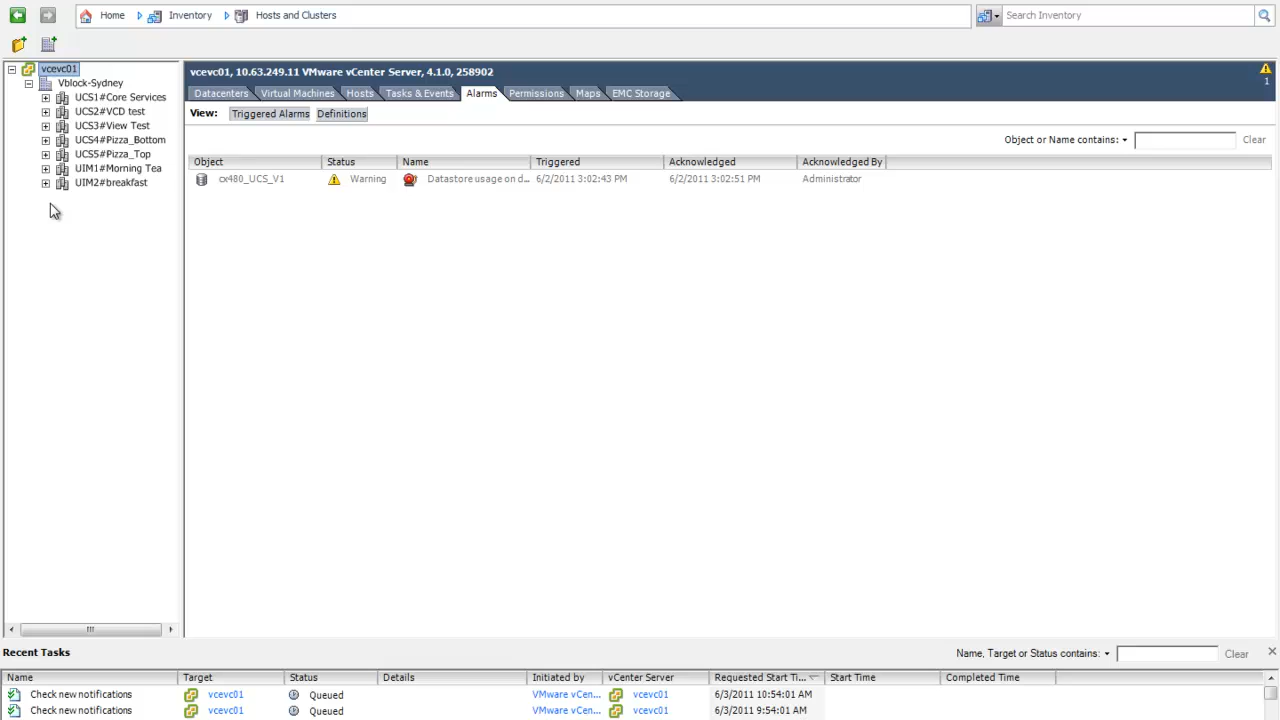 Home Inventory Hosts and Clusters Search Inventory
vcevc01
Vblock-Sydney
UCS1#Core Services
UCS2#VCD test
UCS3#View Test
UCS4#Pizza_Bottom
UCS5#Pizza_Top
UIM1#Morning Tea
UIM2#breakfast
vcevc01, 10.63.249.11 VMware vCenter Server, 4.1.0, 258902
1
Datacenters Virtual Machines Hosts Tasks & Events Alarms Permissions Maps EMC Storage
View: Triggered Alarms Definitions
Object or Name contains: Clear
Object Status Name Triggered Acknowledged Acknowledged By
cx480_UCS_V1 Warning Datastore usage on d... 6/2/2011 3:02:43 PM 6/2/2011 3:02:51 PM Administrator
Recent Tasks Name, Target or Status contains: Clear
Name Target Status Details Initiated by vCenter Server Requested Start Ti... Start Time Completed Time
Check new notifications vcevc01 Queued VMware vCen... vcevc01 6/3/2011 10:54:01 AM
Check new notifications vcevc01 Queued VMware vCen... vcevc01 6/3/2011 9:54:01 AM